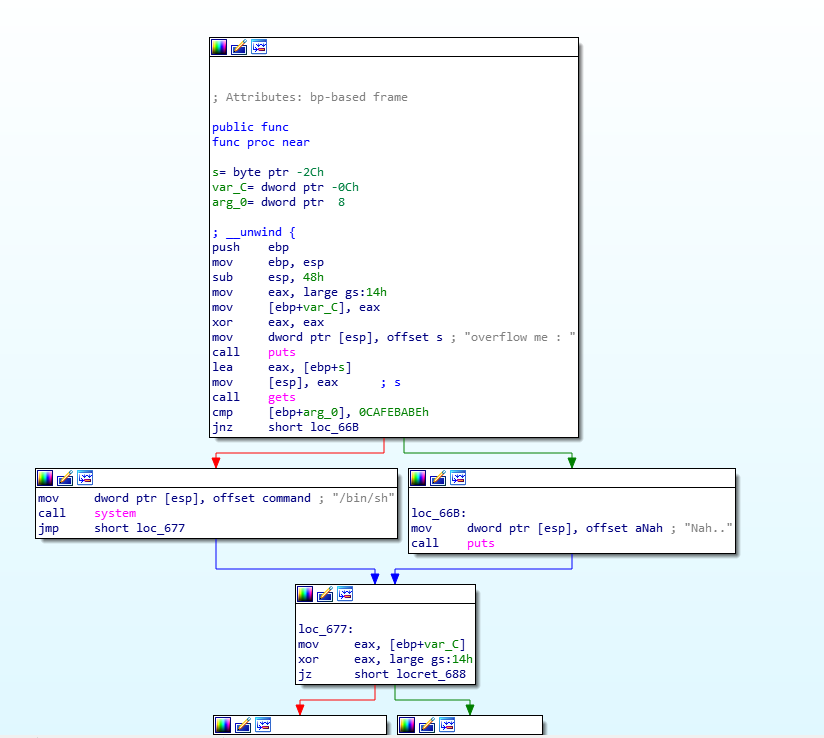 ; Attributes: bp-based frame
public func
func proc near
s= byte ptr -2Ch
var_C= dword ptr -0Ch
arg_0= dword ptr  8
; __unwind {
push    ebp
mov     ebp, esp
sub     esp, 48h
mov     eax, large gs:14h
mov     [ebp+var_C], eax
xor     eax, eax
mov     dword ptr [esp], offset s ; "overflow me : "
call    puts
lea     eax, [ebp+s]
mov     [esp], eax      ; s
call    gets
cmp     [ebp+arg_0], 0CAFEBABEh
jnz     short loc_66B
mov     dword ptr [esp], offset command ; "/bin/sh"
call    system
jmp     short loc_677
loc_66B:
mov     dword ptr [esp], offset aNah ; "Nah.."
call    puts
loc_677:
mov     eax, [ebp+var_C]
xor     eax, large gs:14h
jz      short locret_688